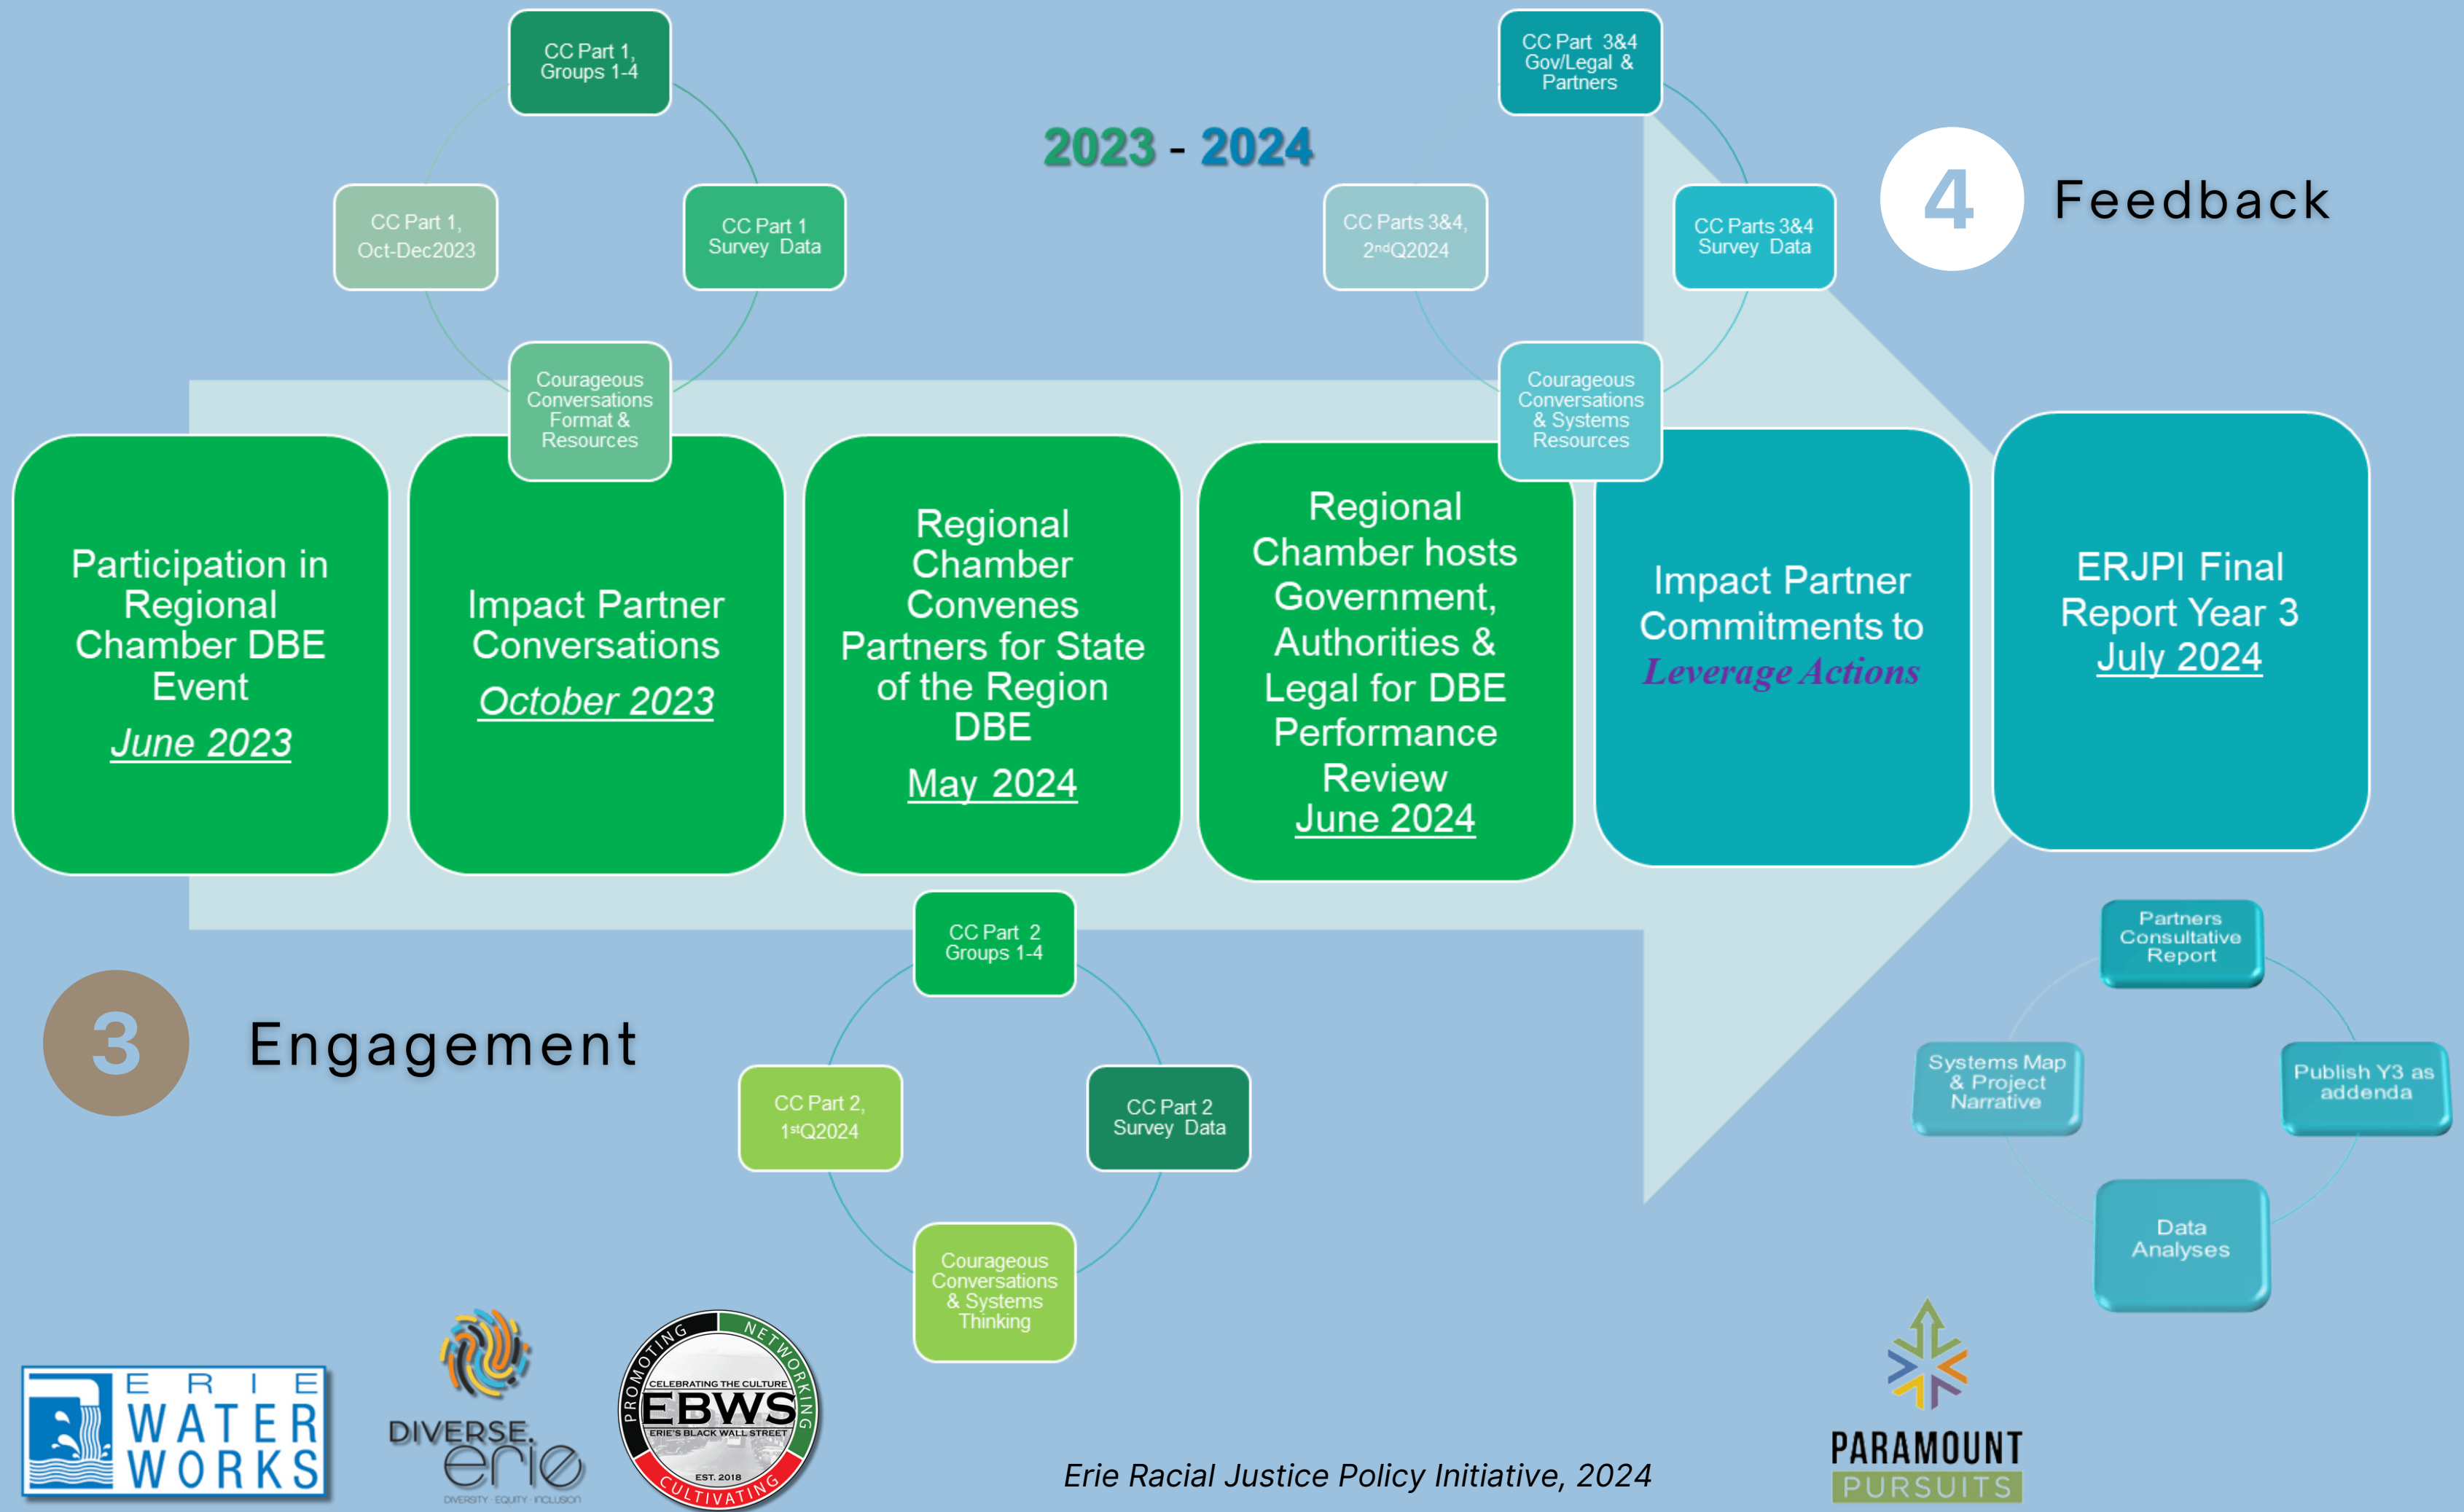 CC Part 1,
Groups 1-4
CC Part 1,
Oct-Dec2023
CC Part 1
Survey Data
Courageous
Conversations
Format &
Resources
2023 - 2024
CC Part 3&4
Gov/Legal &
Partners
CC Parts 3&4,
2ndQ2024
CC Parts 3&4
Survey Data
Courageous
Conversations
& Systems
Resources
4
Feedback
Participation in
Regional
Chamber DBE
Event
June 2023
Impact Partner
Conversations
October 2023
Regional
Chamber
Convenes
Partners for State
of the Region
DBE
May 2024
Regional
Chamber hosts
Government,
Authorities &
Legal for DBE
Performance
Review
June 2024
Impact Partner
Commitments to
Leverage Actions
ERJPI Final
Report Year 3
July 2024
3
Engagement
CC Part 2
Groups 1-4
CC Part 2,
1stQ2024
CC Part 2
Survey Data
Courageous
Conversations
& Systems
Thinking
Partners
Consultative
Report
Systems Map
& Project
Narrative
Publish Y3 as
addenda
Data
Analyses
ERIE
WATER
WORKS
DIVERSE.
erie
DIVERSITY · EQUITY · INCLUSION
PROMOTING
NETWORKING
CELEBRATING THE CULTURE
EBWS
ERIE'S BLACK WALL STREET
EST. 2018
CULTIVATING
Erie Racial Justice Policy Initiative, 2024
PARAMOUNT
PURSUITS